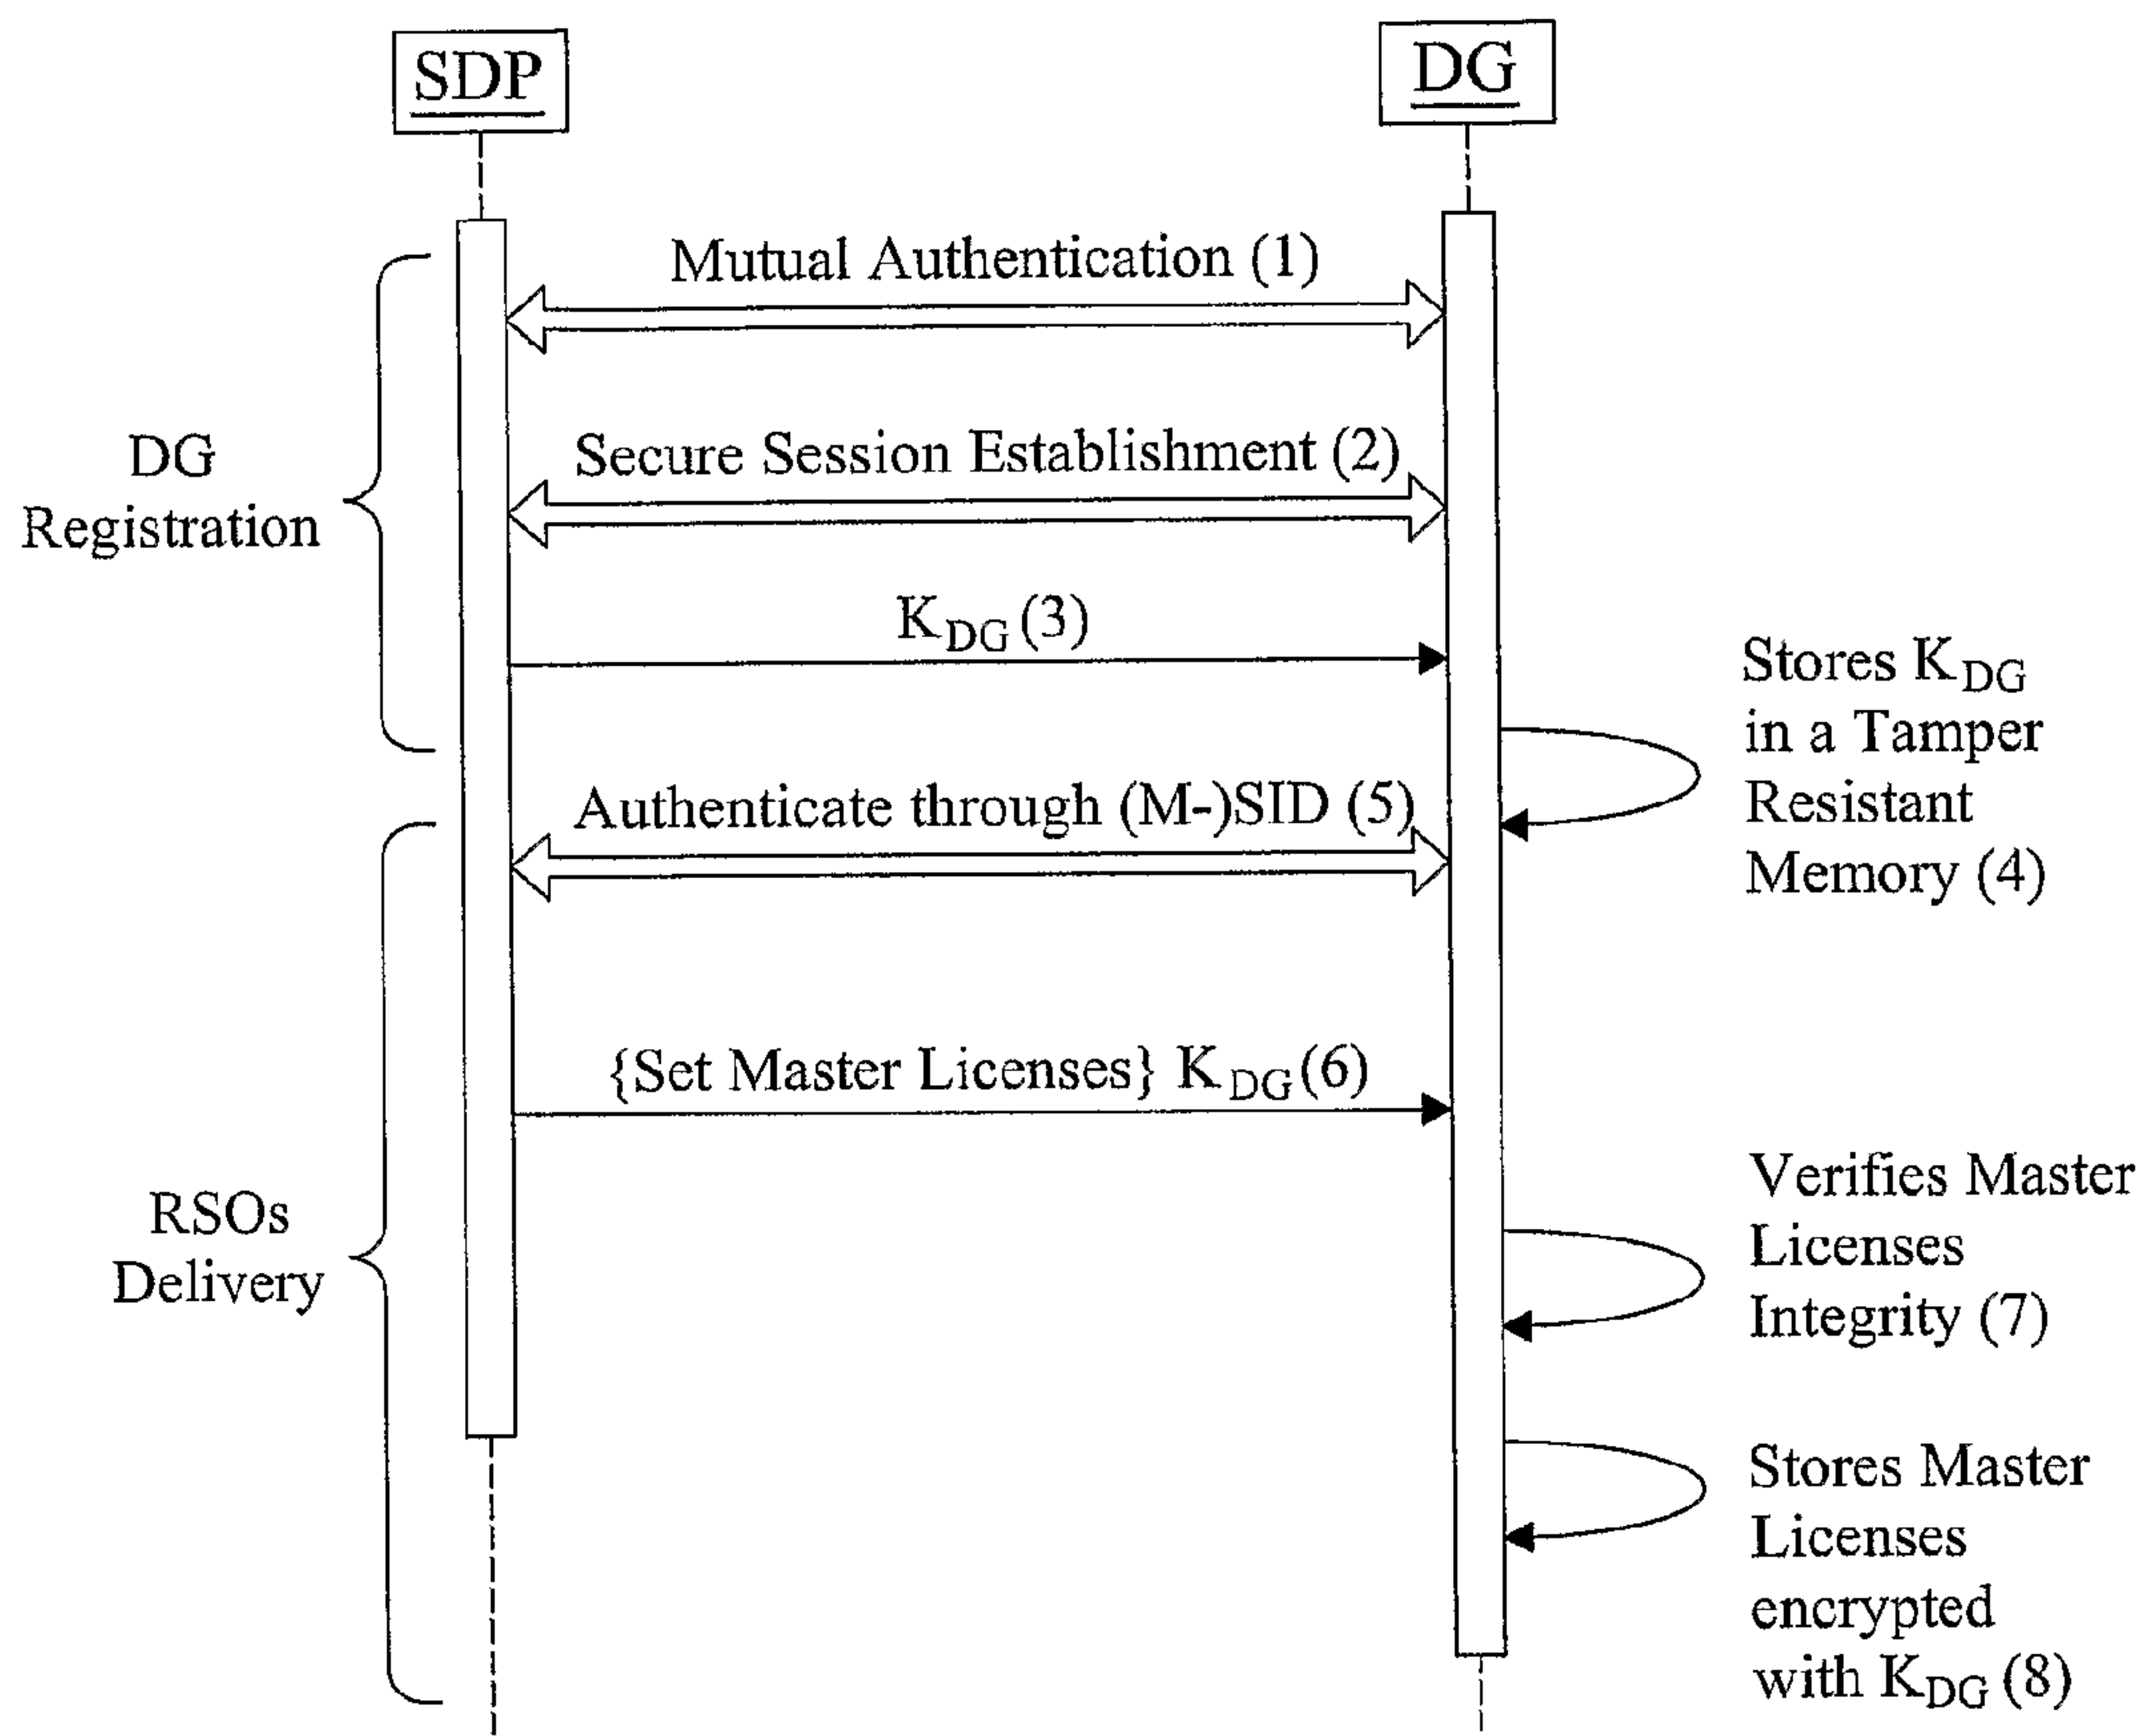 SDP
DG
Mutual Authentication (1)
DG
Registration
Secure Session Establishment (2)
K_DG (3)
Stores K_DG
in a Tamper
Resistant
Memory (4)
Authenticate through (M-)SID (5)
{Set Master Licenses} K_DG (6)
RSOs
Delivery
Verifies Master
Licenses
Integrity (7)
Stores Master
Licenses
encrypted
with K_DG (8)